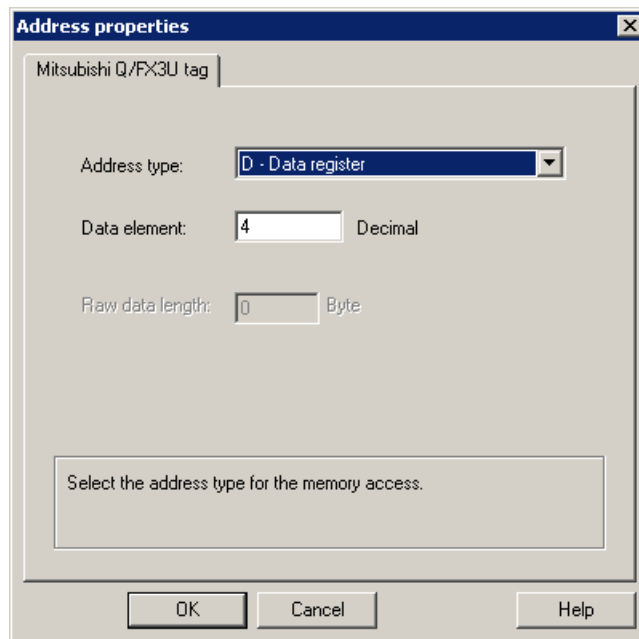 Address properties
Mitsubishi Q/FX3U tag
Address type: D - Data register
Data element: 4 Decimal
Raw data length: 0 Byte
Select the address type for the memory access.
OK Cancel Help